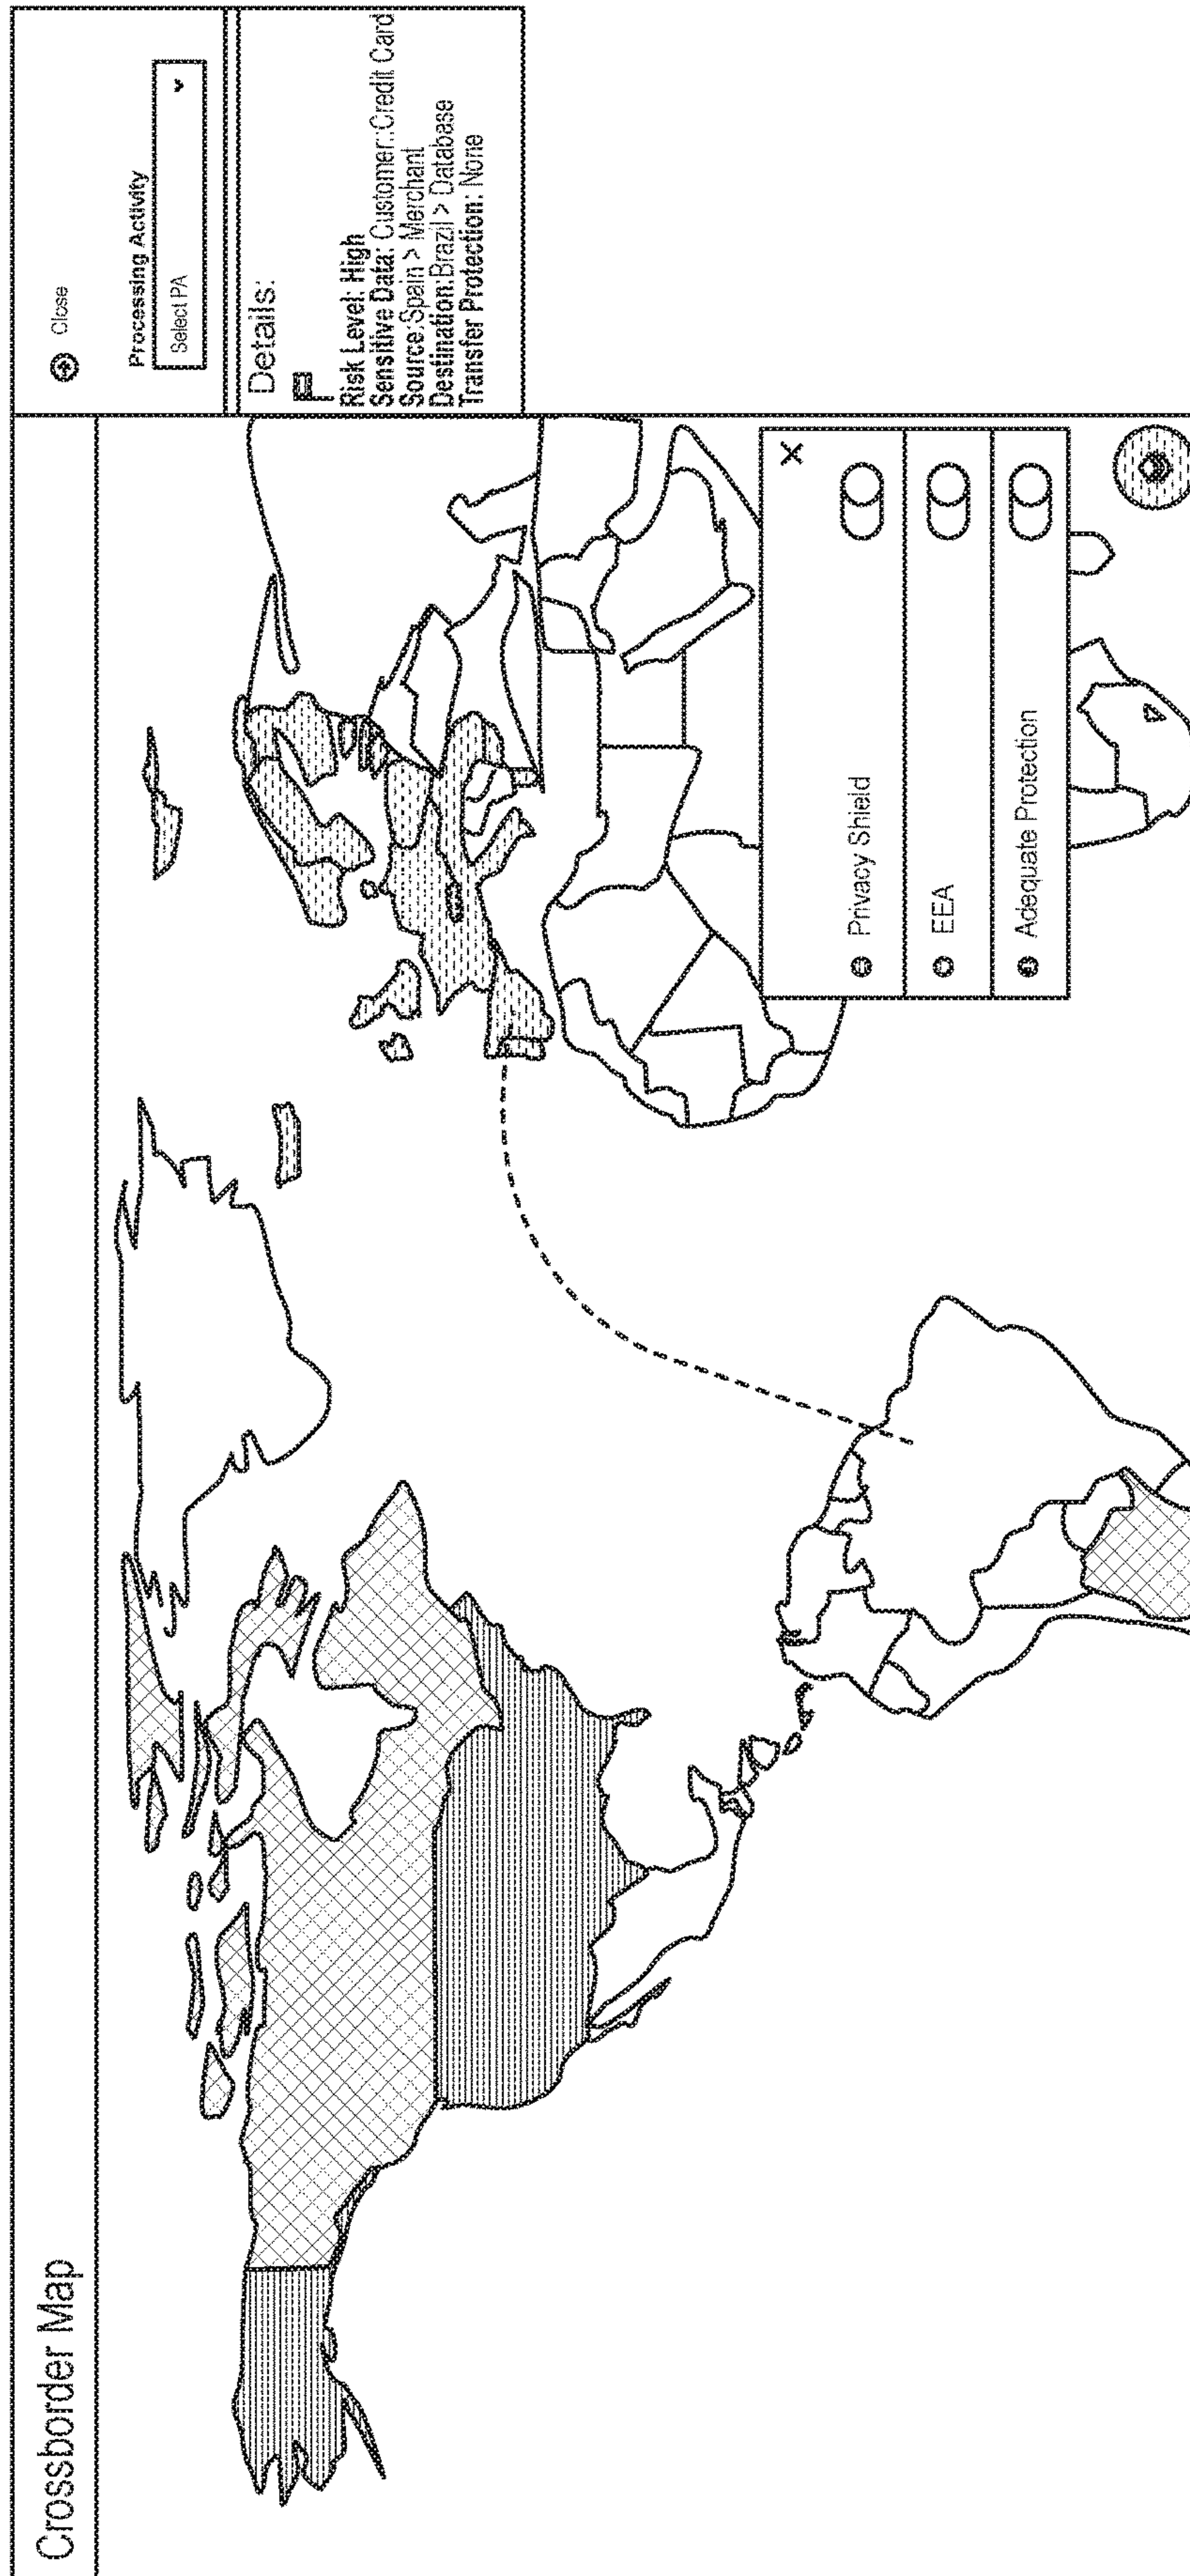 Crossborder Map
Close
Processing Activity
Select PA
Details:
Risk Level: High
Sensitive Data: Customer::Credit Card
Source:Spain > Merchant
Destination:Brazil > Database
Transfer Protection: None
X
Privacy Shield
EEA
Adequate Protection